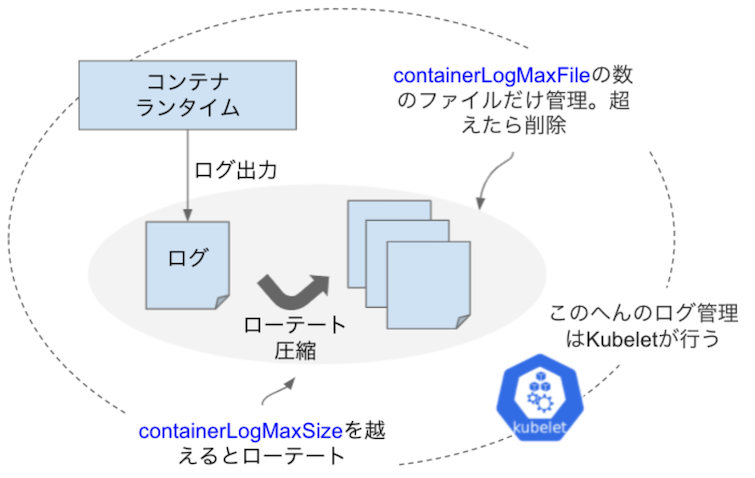 コンテナ
ランタイム
containerLogMaxFileの数
のファイルだけ管理。超
えたら削除
ログ出力
ログ
ローテート
圧縮
このへんのログ管理
はKubeletが行う
containerLogMaxSizeを越
えるとローテート
kubelet